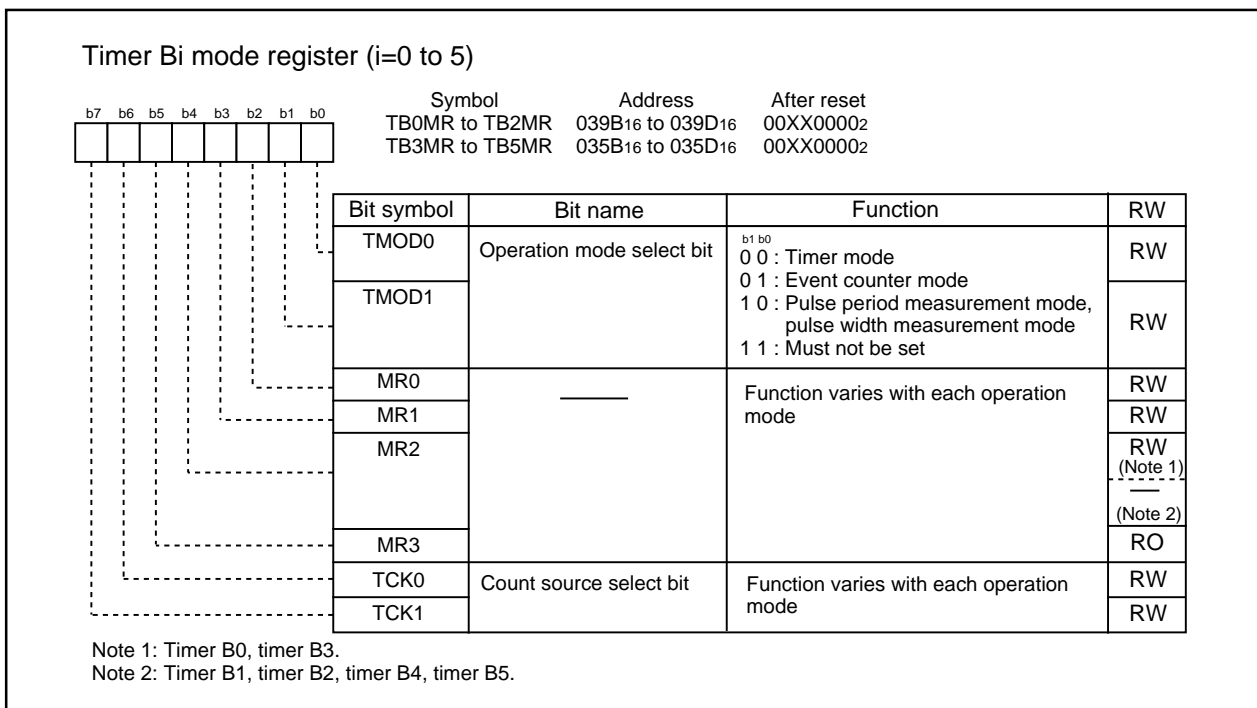 Timer Bi mode register (i=0 to 5)
b7 b6 b5 b4 b3 b2 b1 b0
Symbol Address After reset
TB0MR to TB2MR 039B16 to 039D16 00XX00002
TB3MR to TB5MR 035B16 to 035D16 00XX00002
Bit symbol Bit name Function RW
TMOD0 Operation mode select bit RW
b1 b0
0 0 : Timer mode
0 1 : Event counter mode
TMOD1 RW
1 0 : Pulse period measurement mode,
pulse width measurement mode
1 1 : Must not be set
MR0 Function varies with each operation RW
MR1 mode RW
MR2 RW
(Note 1)
(Note 2)
MR3 RO
TCK0 Count source select bit Function varies with each operation RW
TCK1 mode RW
Note 1: Timer B0, timer B3.
Note 2: Timer B1, timer B2, timer B4, timer B5.